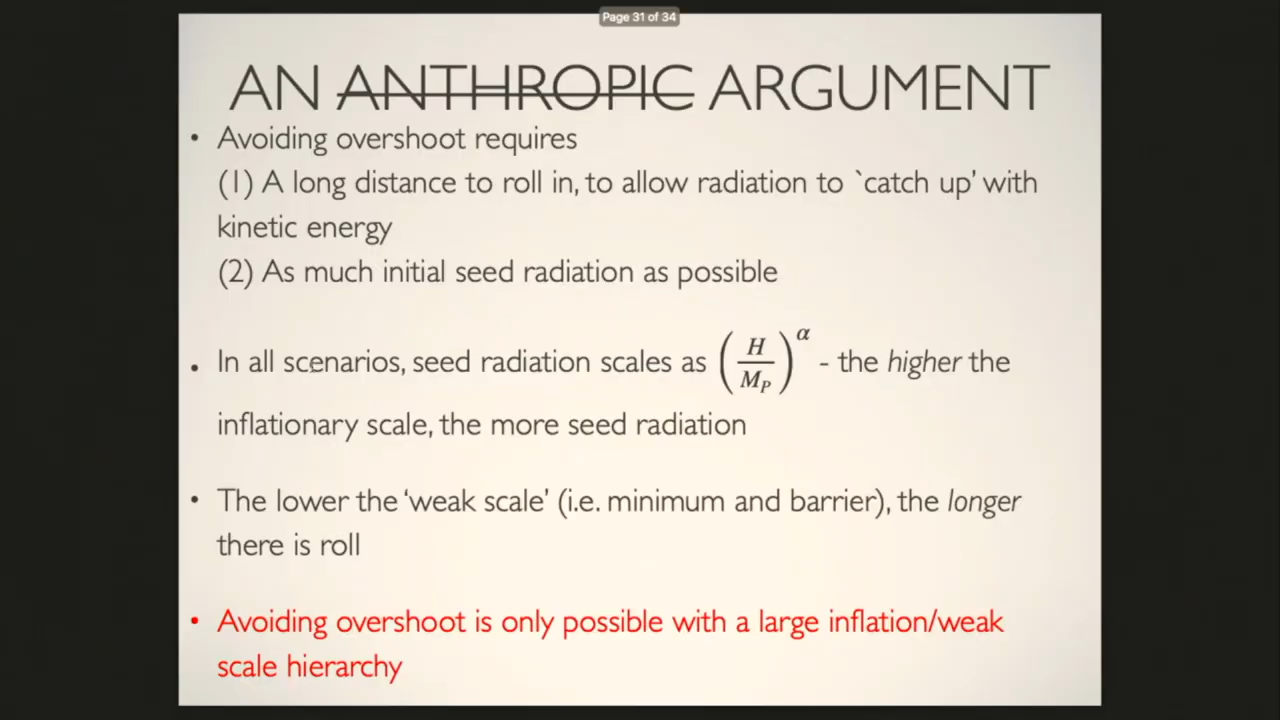 Page 31 of 34
AN ANTHROPIC ARGUMENT
• Avoiding overshoot requires
(1) A long distance to roll in, to allow radiation to `catch up' with
kinetic energy
(2) As much initial seed radiation as possible
• In all scenarios, seed radiation scales as (H/M_P)^α - the higher the
inflationary scale, the more seed radiation
• The lower the ‘weak scale’ (i.e. minimum and barrier), the longer
there is roll
• Avoiding overshoot is only possible with a large inflation/weak
scale hierarchy